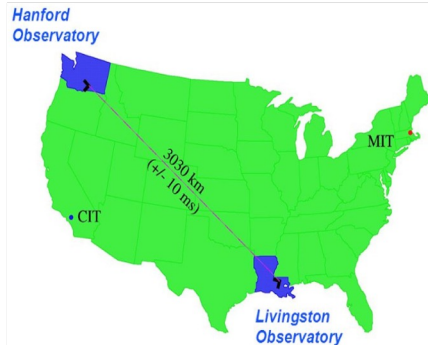 Hanford
Observatory
3030 km
(+/- 10 ms)
MIT
CIT
Livingston
Observatory